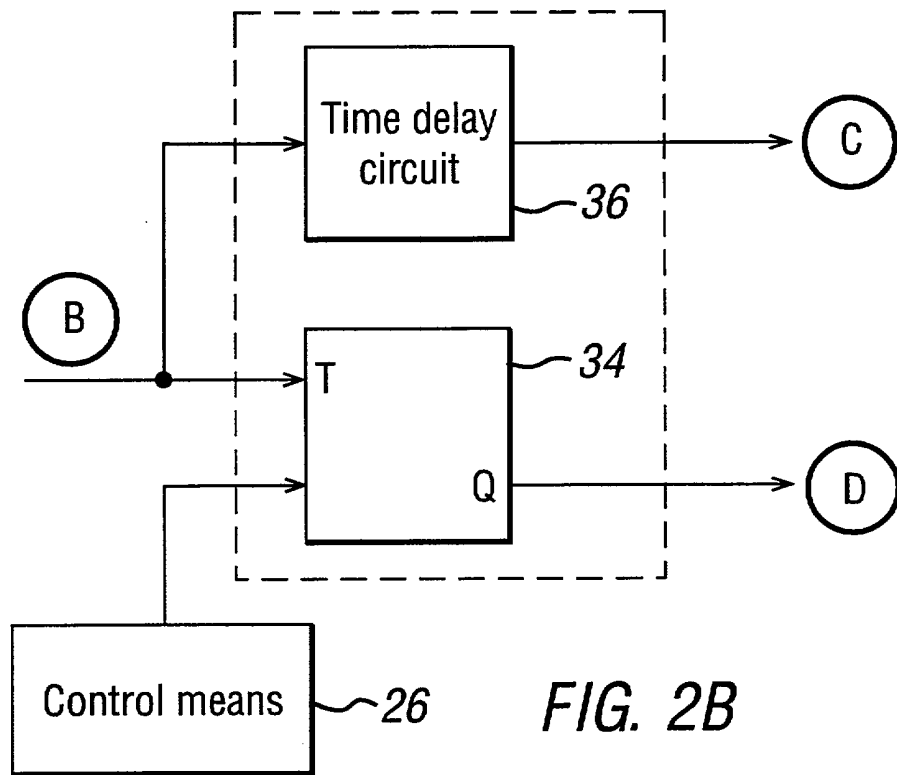 Time delay
circuit
36
C
B
T
34
Q
D
Control means
26
FIG. 2B